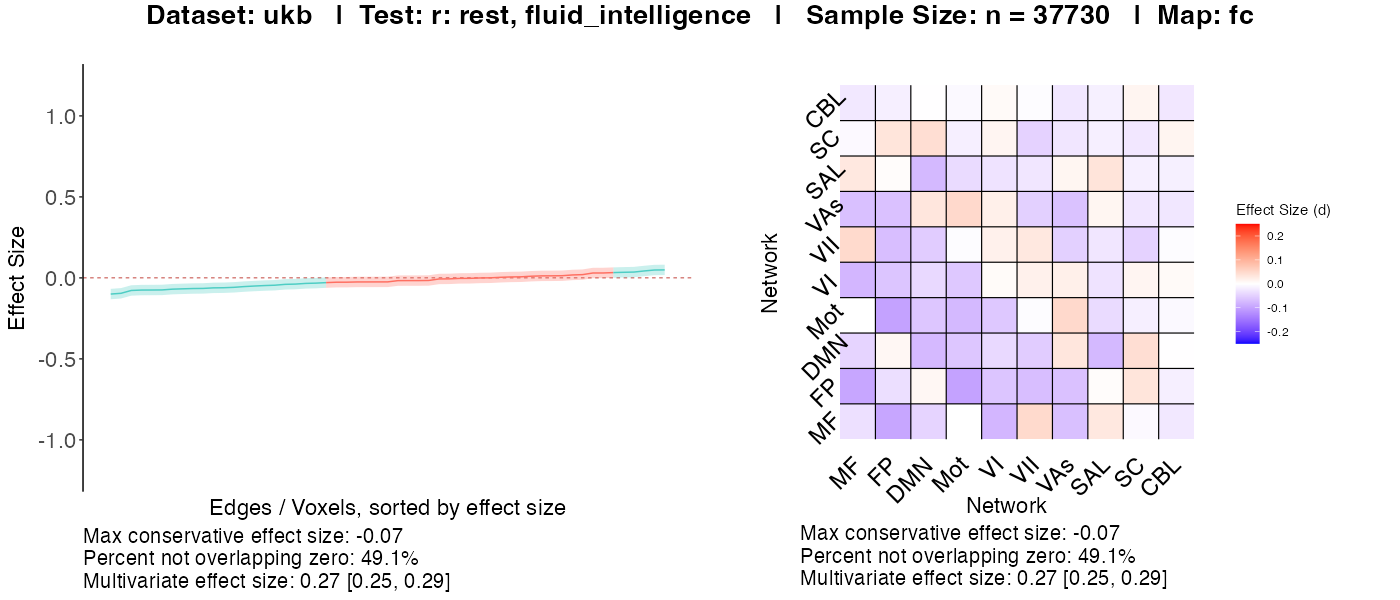 Dataset: ukb | Test: r: rest, fluid_intelligence | Sample Size: n = 37730 | Map: fc
Effect Size
1.0
0.5
0.0
-0.5
-1.0
Edges / Voxels, sorted by effect size
Max conservative effect size: -0.07
Percent not overlapping zero: 49.1%
Multivariate effect size: 0.27 [0.25, 0.29]
Network
CBL
SC
SAL
VAs
VII
VI
Mot
DMN
FP
MF
MF
FP
DMN
Mot
VI
VII
VAs
SAL
SC
CBL
Network
Max conservative effect size: -0.07
Percent not overlapping zero: 49.1%
Multivariate effect size: 0.27 [0.25, 0.29]
Effect Size (d)
0.2
0.1
0.0
-0.1
-0.2